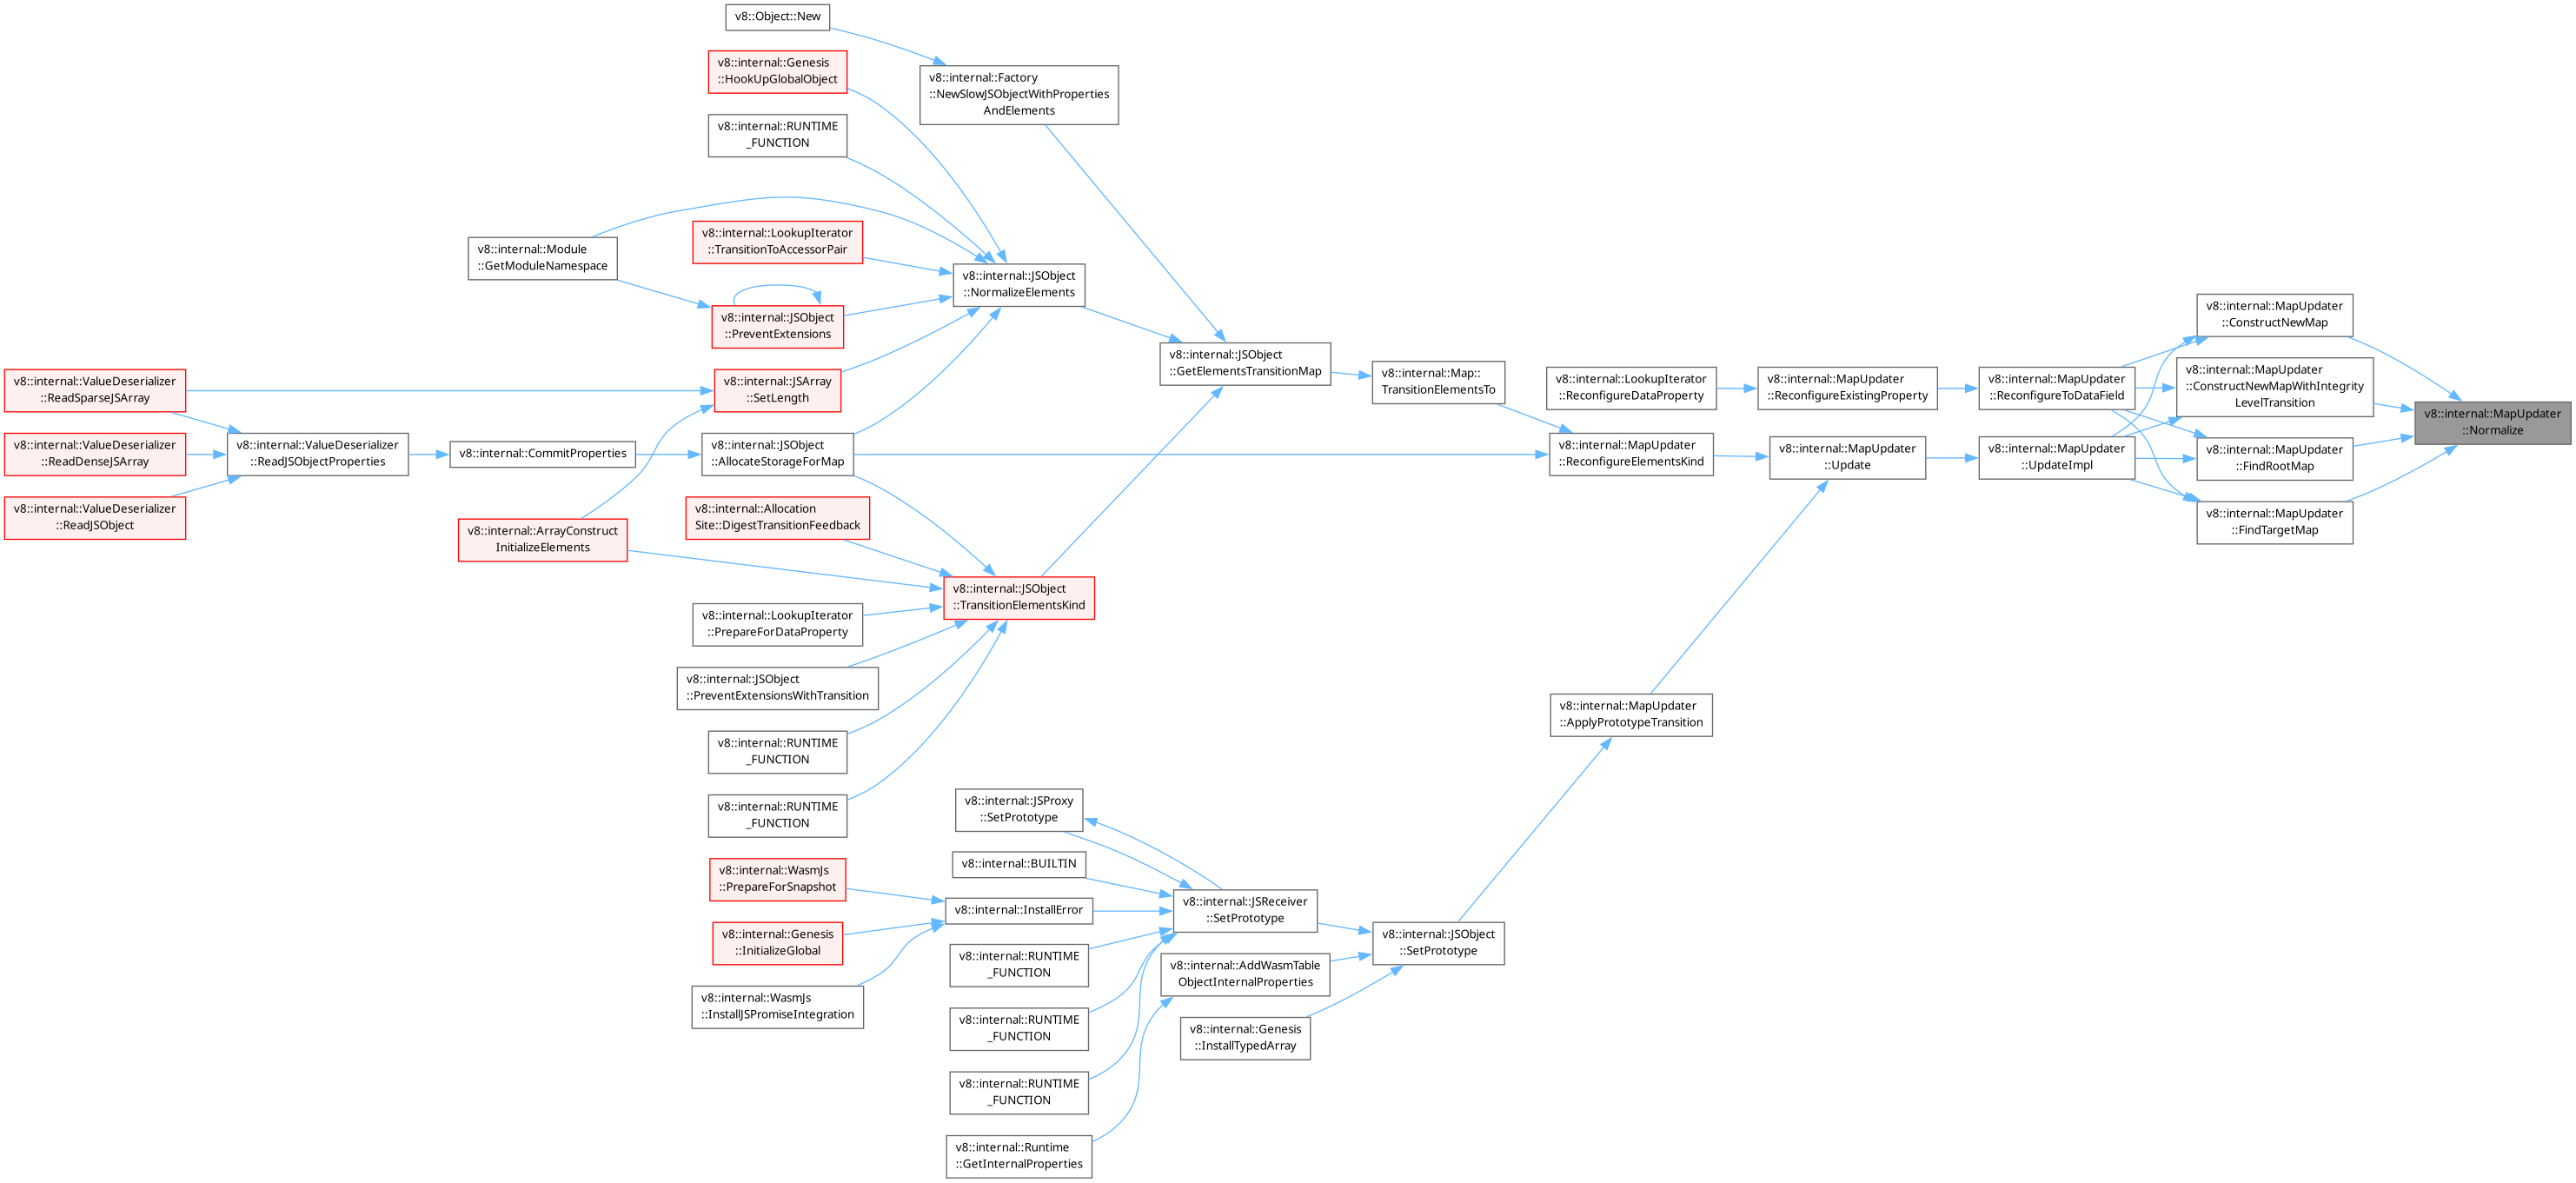 v8::Object::New
v8::internal::Genesis
::HookUpGlobalObject
v8::internal::Factory
::NewSlowJSObjectWithProperties
AndElements
v8::internal::RUNTIME
_FUNCTION
v8::internal::LookupIterator
::TransitionToAccessorPair
v8::internal::Module
::GetModuleNamespace
v8::internal::JSObject
::NormalizeElements
v8::internal::JSObject
::PreventExtensions
v8::internal::MapUpdater
::ConstructNewMap
v8::internal::JSObject
::GetElementsTransitionMap
v8::internal::Map::
TransitionElementsTo
v8::internal::ValueDeserializer
::ReadSparseJSArray
v8::internal::JSArray
::SetLength
v8::internal::LookupIterator
::ReconfigureDataProperty
v8::internal::MapUpdater
::ReconfigureExistingProperty
v8::internal::MapUpdater
::ReconfigureToDataField
v8::internal::MapUpdater
::ConstructNewMapWithIntegrity
LevelTransition
v8::internal::MapUpdater
::Normalize
v8::internal::ValueDeserializer
::ReadDenseJSArray
v8::internal::ValueDeserializer
::ReadJSObjectProperties
v8::internal::CommitProperties
v8::internal::JSObject
::AllocateStorageForMap
v8::internal::MapUpdater
::ReconfigureElementsKind
v8::internal::MapUpdater
::Update
v8::internal::MapUpdater
::UpdateImpl
v8::internal::MapUpdater
::FindRootMap
v8::internal::ValueDeserializer
::ReadJSObject
v8::internal::ArrayConstruct
InitializeElements
v8::internal::Allocation
Site::DigestTransitionFeedback
v8::internal::MapUpdater
::FindTargetMap
v8::internal::JSObject
::TransitionElementsKind
v8::internal::LookupIterator
::PrepareForDataProperty
v8::internal::JSObject
::PreventExtensionsWithTransition
v8::internal::MapUpdater
::ApplyPrototypeTransition
v8::internal::RUNTIME
_FUNCTION
v8::internal::RUNTIME
_FUNCTION
v8::internal::JSProxy
::SetPrototype
v8::internal::BUILTIN
v8::internal::WasmJs
::PrepareForSnapshot
v8::internal::InstallError
v8::internal::JSReceiver
::SetPrototype
v8::internal::Genesis
::InitializeGlobal
v8::internal::RUNTIME
_FUNCTION
v8::internal::JSObject
::SetPrototype
v8::internal::AddWasmTable
ObjectInternalProperties
v8::internal::WasmJs
::InstallJSPromiseIntegration
v8::internal::RUNTIME
_FUNCTION
v8::internal::Genesis
::InstallTypedArray
v8::internal::RUNTIME
_FUNCTION
v8::internal::Runtime
::GetInternalProperties